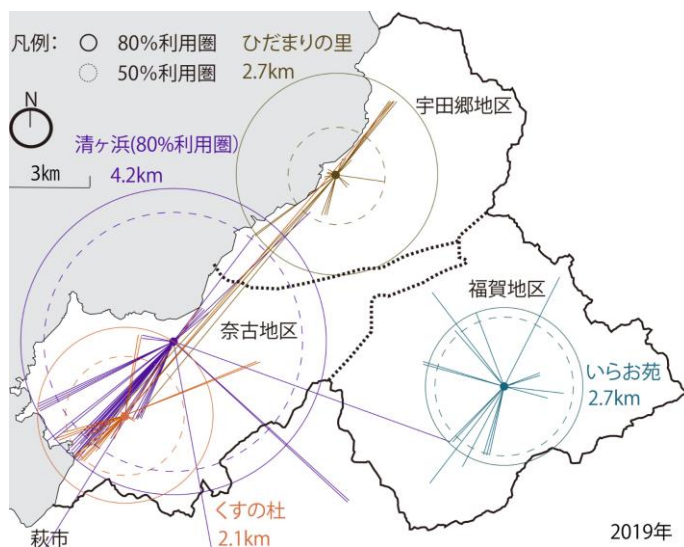 凡例： 80%利用圏
50%利用圏
ひだまりの里
2.7km
N
3km
清ヶ浜(80%利用圏)
4.2km
宇田郷地区
奈古地区
福賀地区
いらお苑
2.7km
くすの杜
2.1km
萩市
2019年